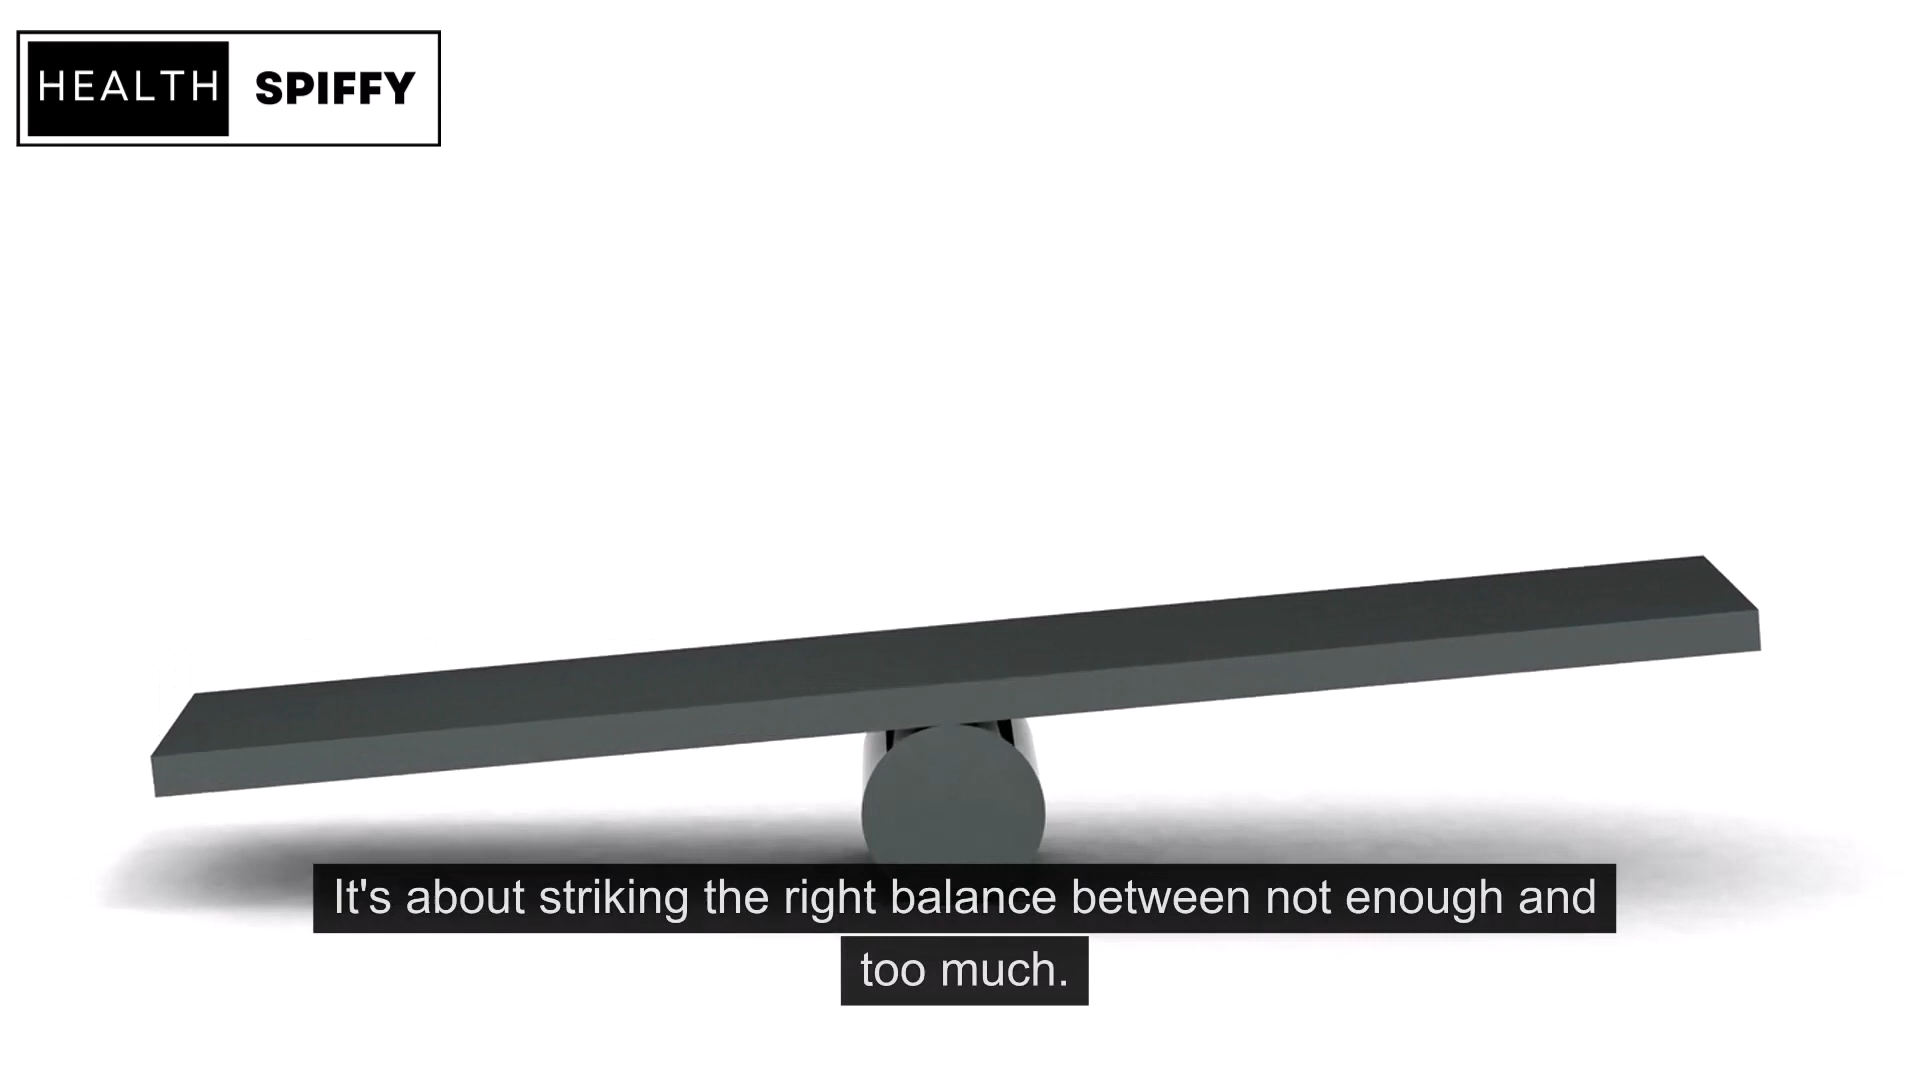 HEALTH SPIFFY
It's about striking the right balance between not enough and
too much.